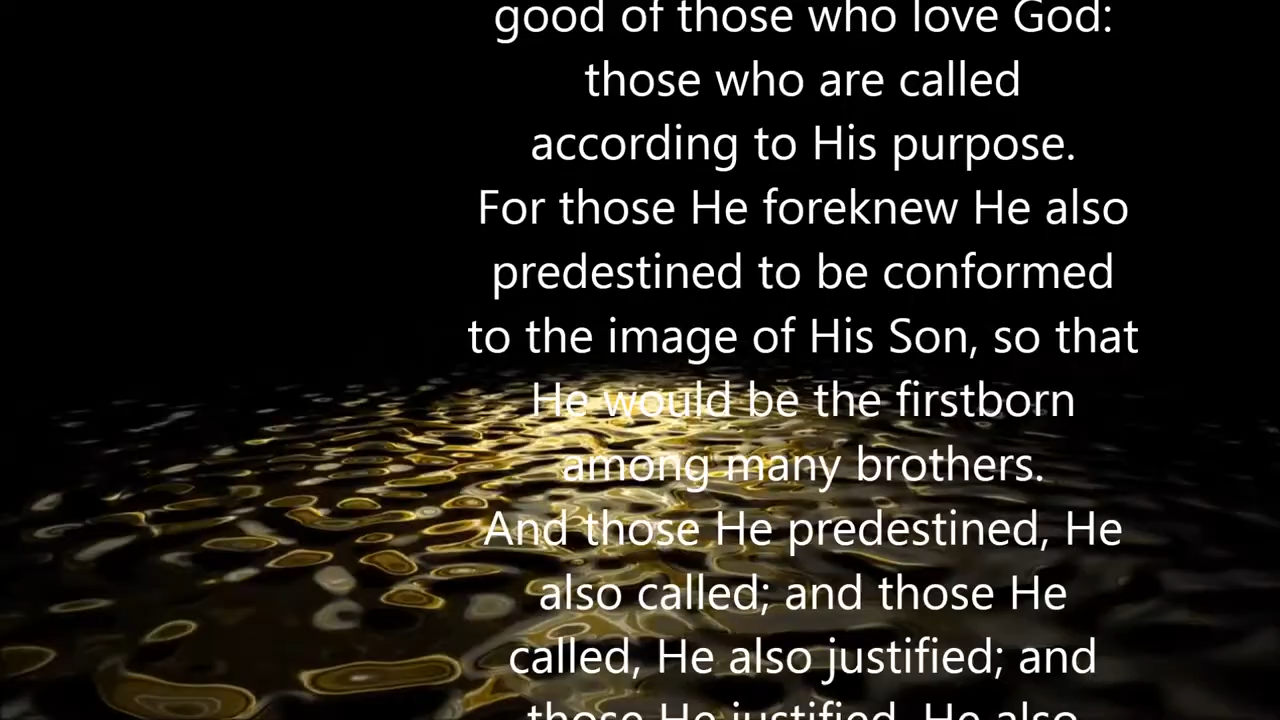 good of those who love God:
those who are called
according to His purpose.
For those He foreknew He also
predestined to be conformed
to the image of His Son, so that
He would be the firstborn
among many brothers.
And those He predestined, He
also called; and those He
called, He also justified; and
those He justified, He also